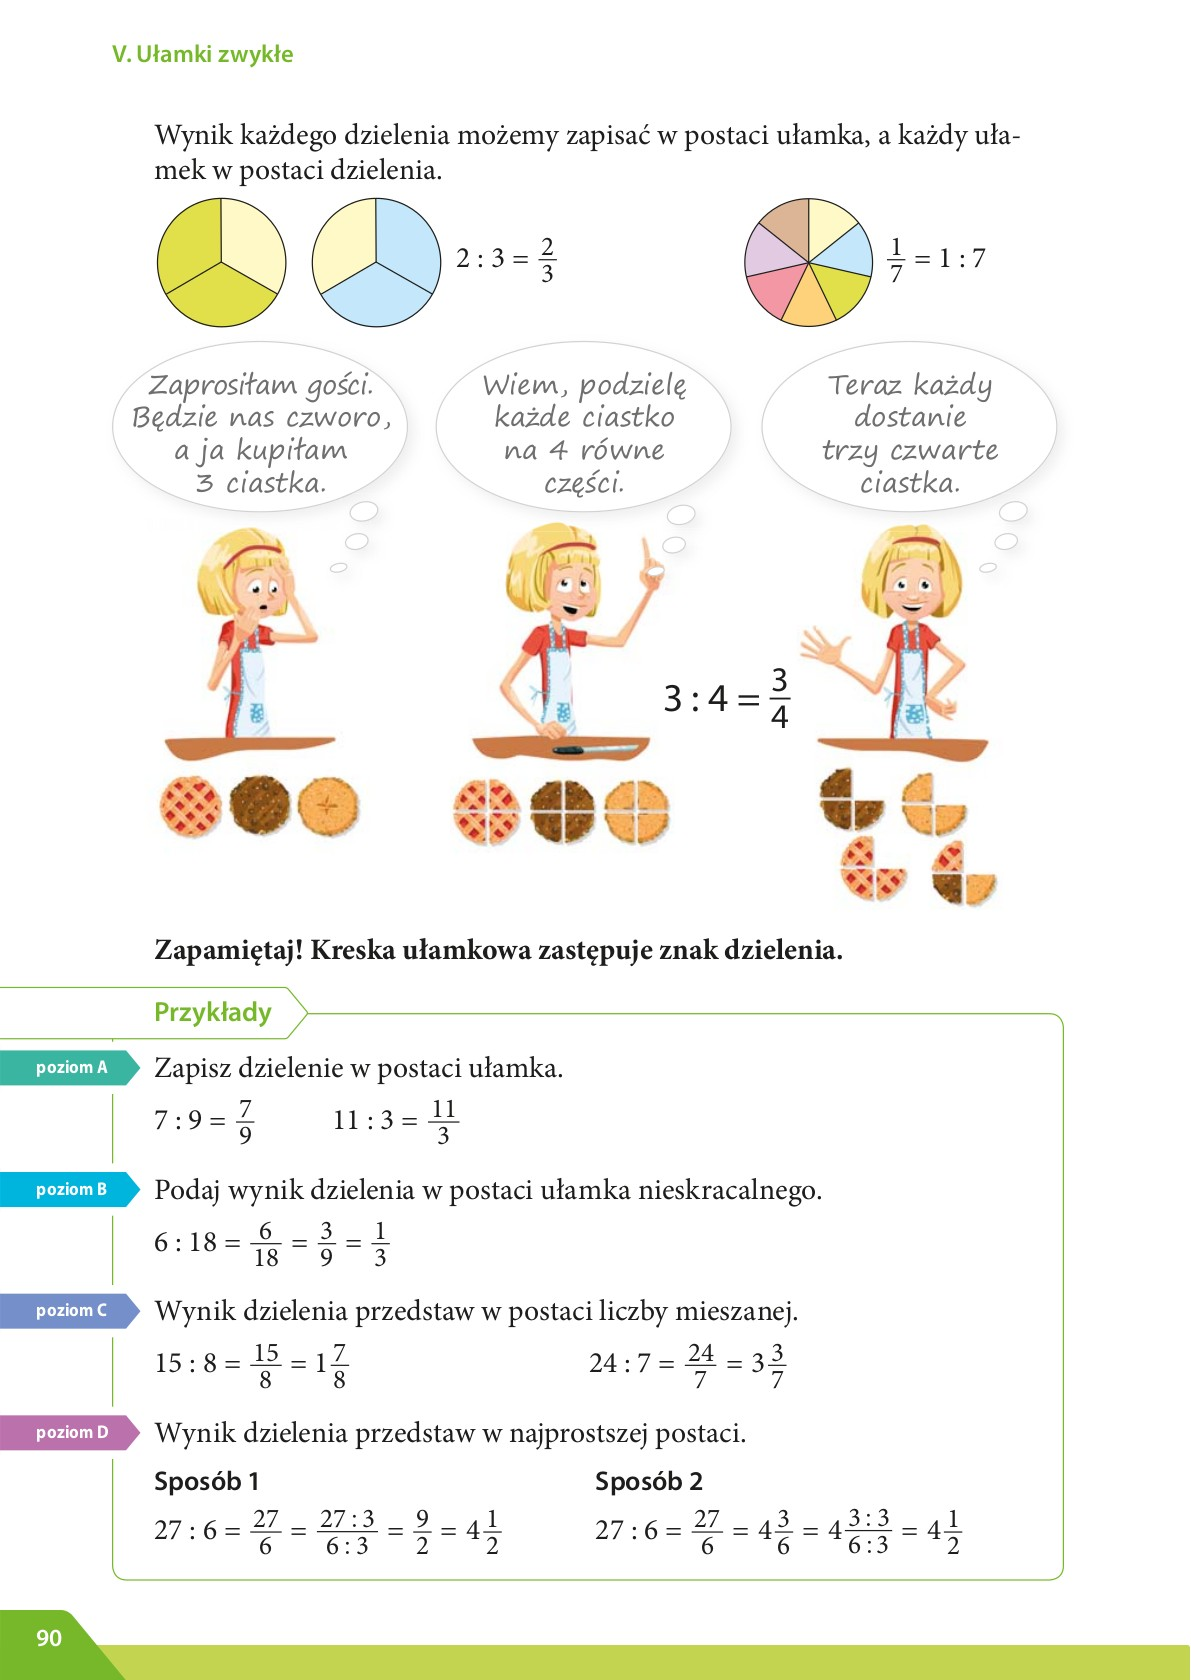 V. Ułamki zwykłe
Wynik każdego dzielenia możemy zapisać w postaci ułamka, a każdy uła-
mek w postaci dzielenia.
2 : 3 = 2/3
1/7 = 1 : 7
Zaprosiłam gości.
Będzie nas czworo,
a ja kupiłam
3 ciastka.
Wiem, podzielę
każde ciastko
na 4 równe
części.
Teraz każdy
dostanie
trzy czwarte
ciastka.
3 : 4 = 3/4
Zapamiętaj! Kreska ułamkowa zastępuje znak dzielenia.
Przykłady
poziom A Zapisz dzielenie w postaci ułamka.
7 : 9 = 7/9 11 : 3 = 11/3
poziom B Podaj wynik dzielenia w postaci ułamka nieskracalnego.
6 : 18 = 6/18 = 3/9 = 1/3
poziom C Wynik dzielenia przedstaw w postaci liczby mieszanej.
15 : 8 = 15/8 = 1 7/8 24 : 7 = 24/7 = 3 3/7
poziom D Wynik dzielenia przedstaw w najprostszej postaci.
Sposób 1 Sposób 2
27 : 6 = 27/6 = 27 : 3/6 : 3 = 9/2 = 4 1/2 27 : 6 = 27/6 = 4 3/6 = 4 3 : 3/6 : 3 = 4 1/2
90